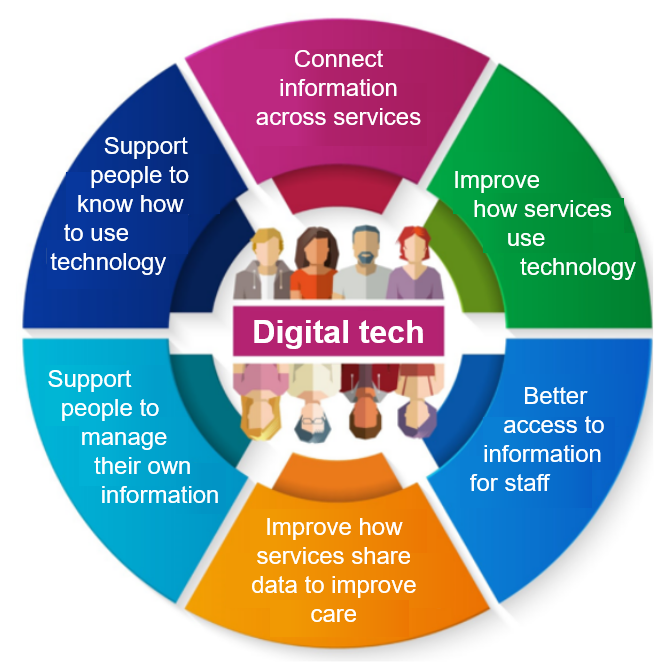 Connect
information
across services
Improve
how services
use
technology
Better
access to
information
for staff
Improve how
services share
data to improve
care
Support
people to
manage
their own
information
Support
people to
know how
to use
technology
Digital tech